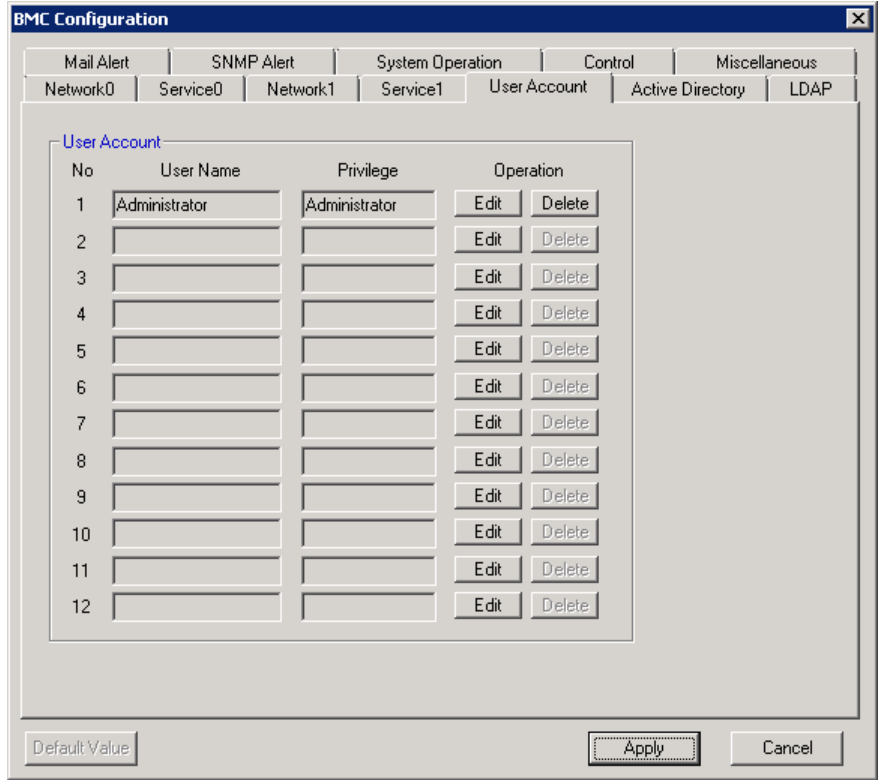 BMC Configuration
Mail Alert SNMP Alert System Operation Control Miscellaneous
Network0 Service0 Network1 Service1 User Account Active Directory LDAP
User Account
No User Name Privilege Operation
1 Administrator Administrator Edit Delete
2 Edit Delete
3 Edit Delete
4 Edit Delete
5 Edit Delete
6 Edit Delete
7 Edit Delete
8 Edit Delete
9 Edit Delete
10 Edit Delete
11 Edit Delete
12 Edit Delete
Default Value Apply Cancel